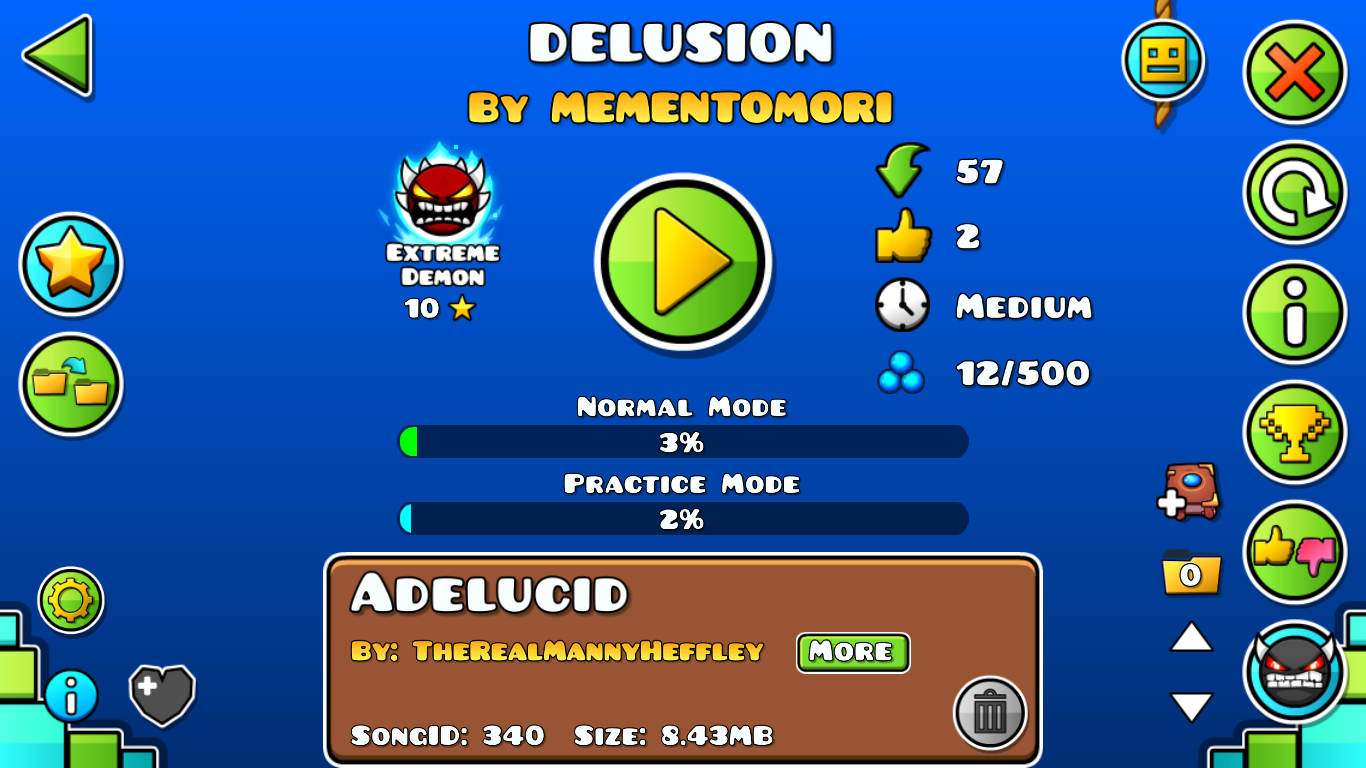 Delusion
By MementoMori
57
2
Extreme
Demon
10
Medium
12/500
Normal Mode
3%
Practice Mode
2%
Adelucid
By: TheRealMannyHeffley
More
0
SongID: 340 Size: 8.43MB